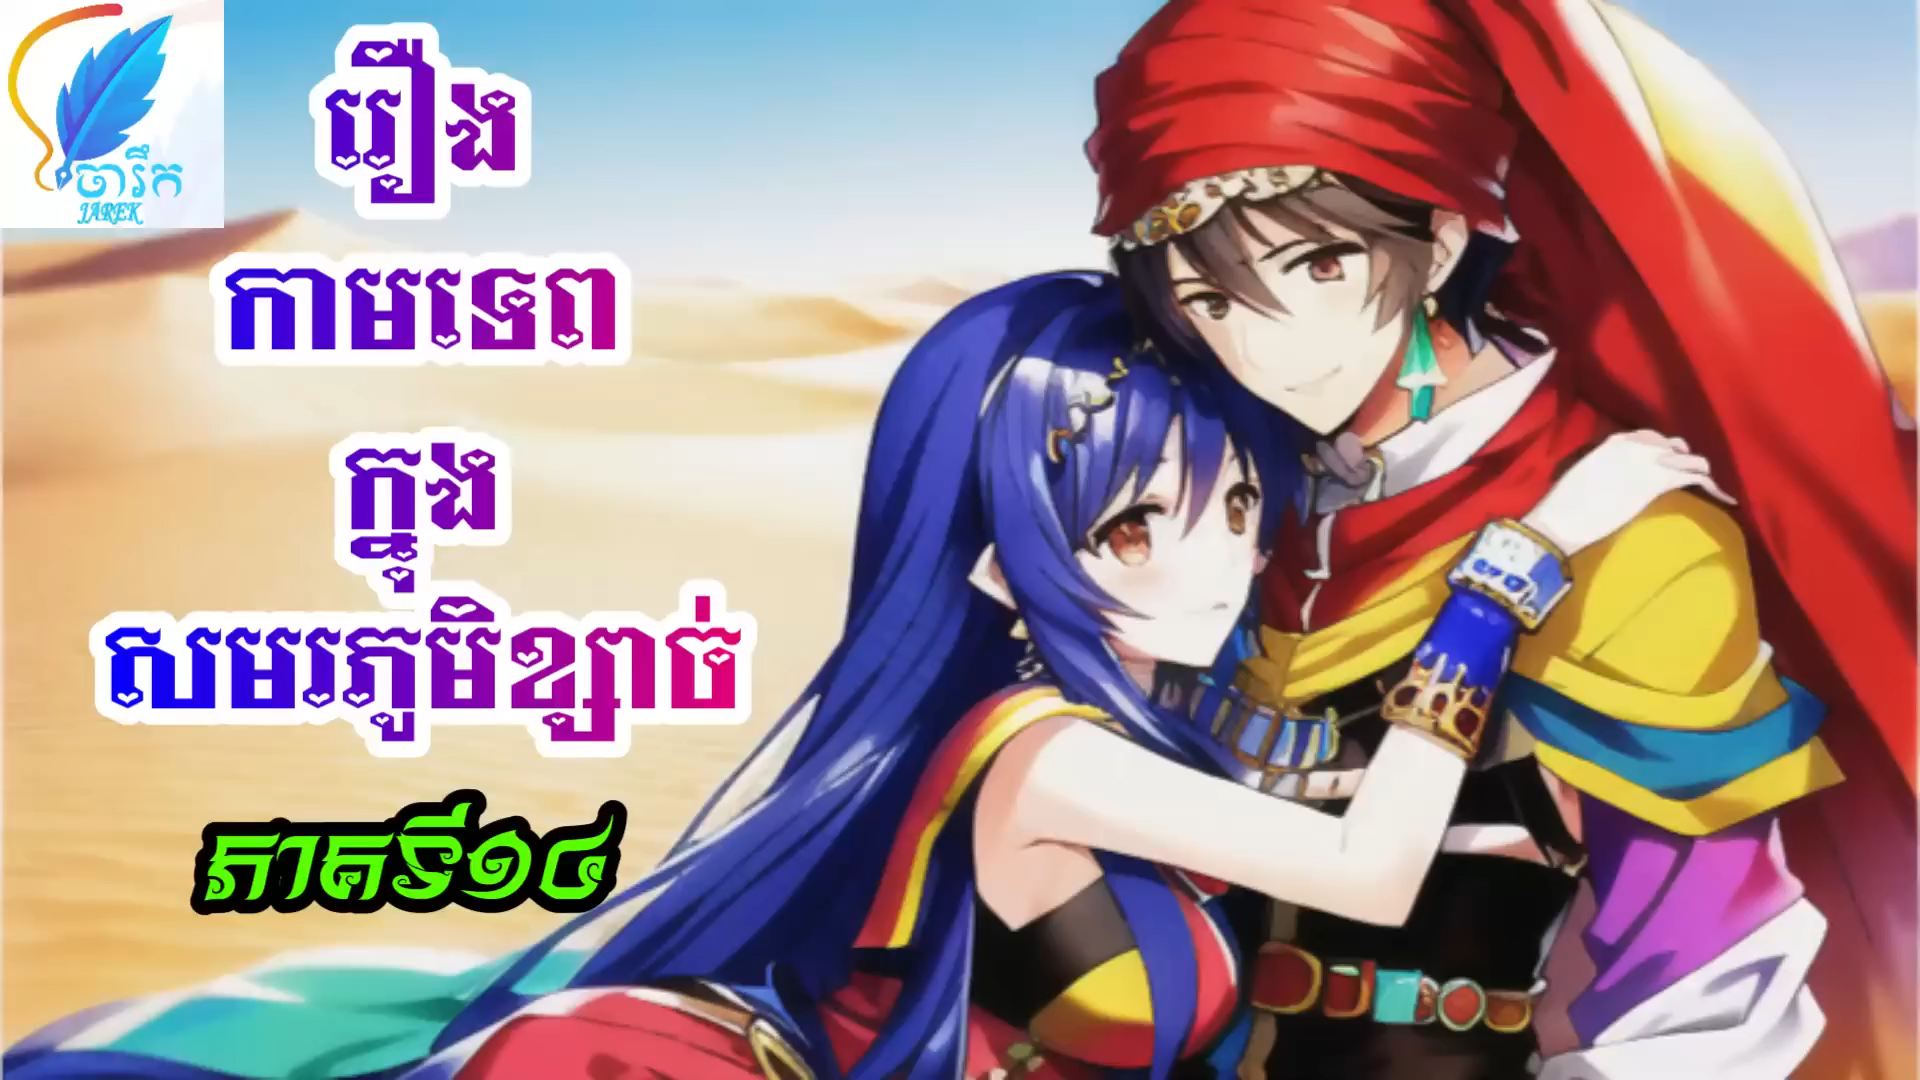 ចារឹក
JAREK
រឿង
កាមទេព
ក្នុង
សមរភូមិខ្សាច់
ភាគទី១៤